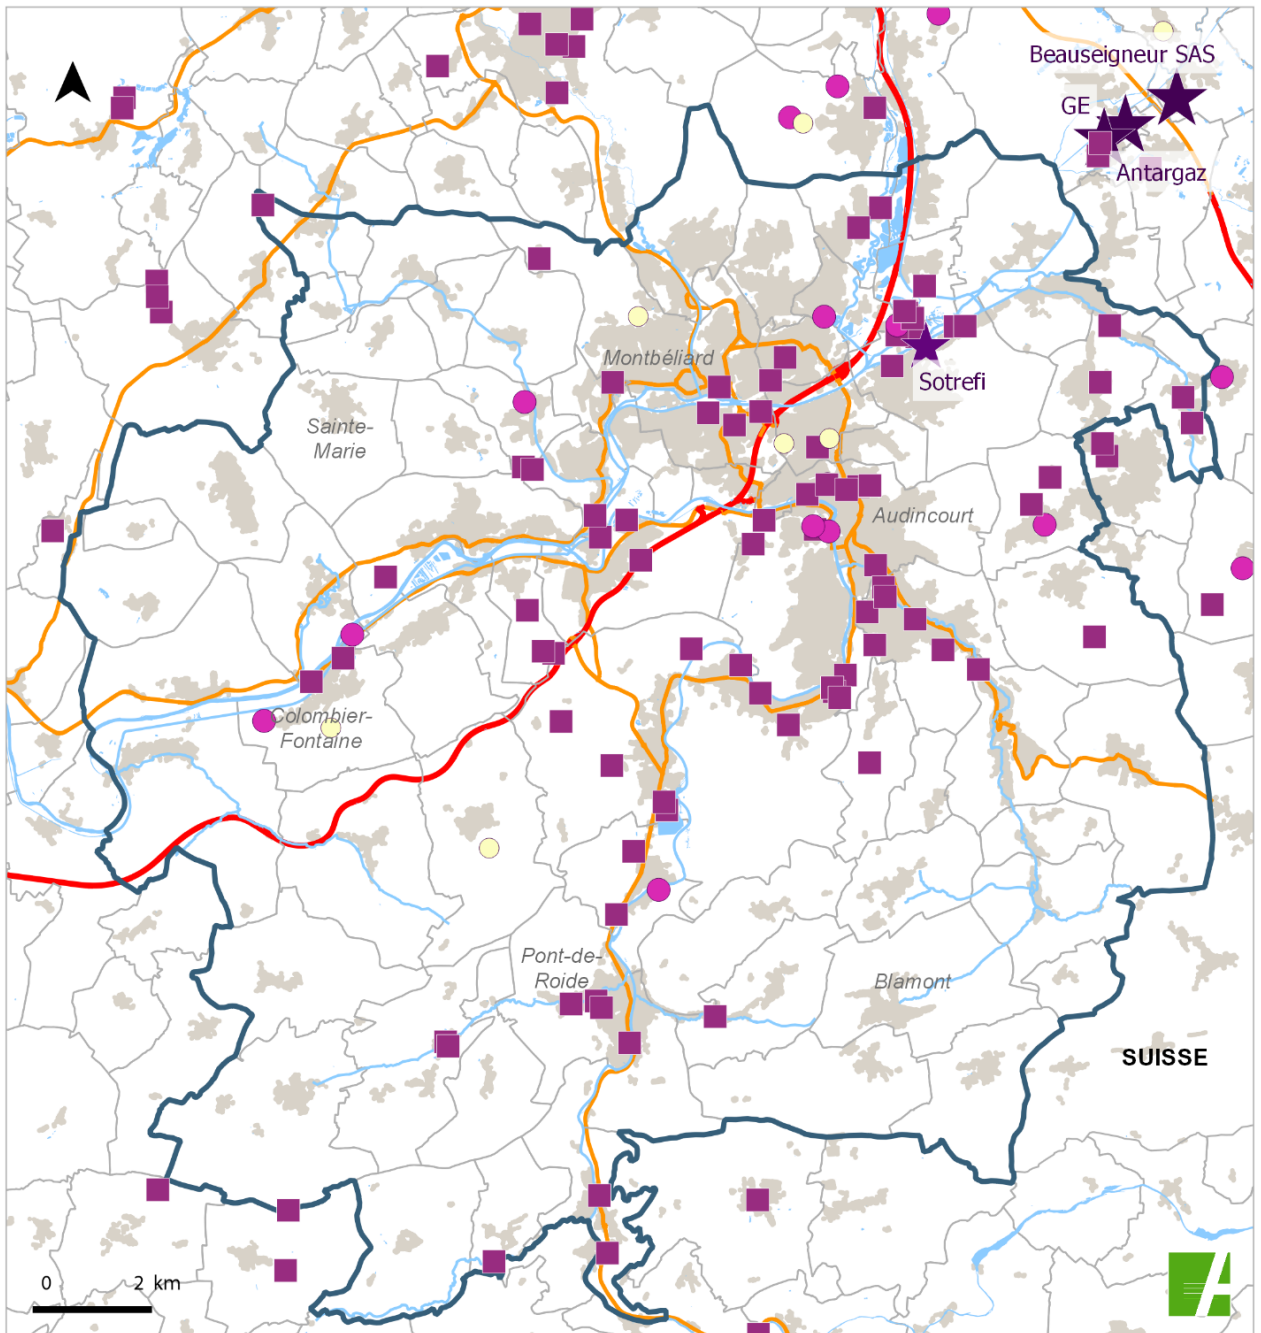 Beauseigneur SAS
GE
Antargaz
Montbéliard
Sotrefi
Sainte-
Marie
Audincourt
Colombier-
Fontaine
Pont-de-
Roide
Blamont
SUISSE
0 2 km
A